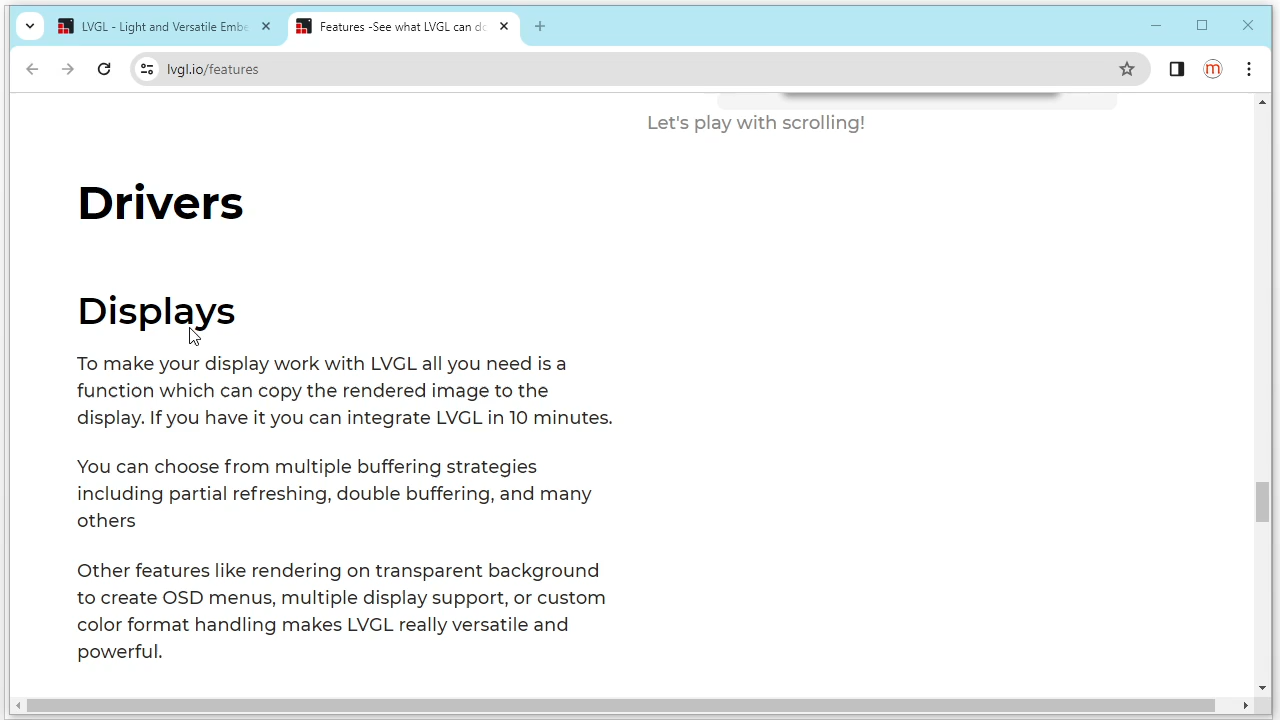 LVGL - Light and Versatile Embe
Features -See what LVGL can do
lvgl.io/features
m
Let's play with scrolling!
Drivers
Displays
To make your display work with LVGL all you need is a
function which can copy the rendered image to the
display. If you have it you can integrate LVGL in 10 minutes.
You can choose from multiple buffering strategies
including partial refreshing, double buffering, and many
others
Other features like rendering on transparent background
to create OSD menus, multiple display support, or custom
color format handling makes LVGL really versatile and
powerful.